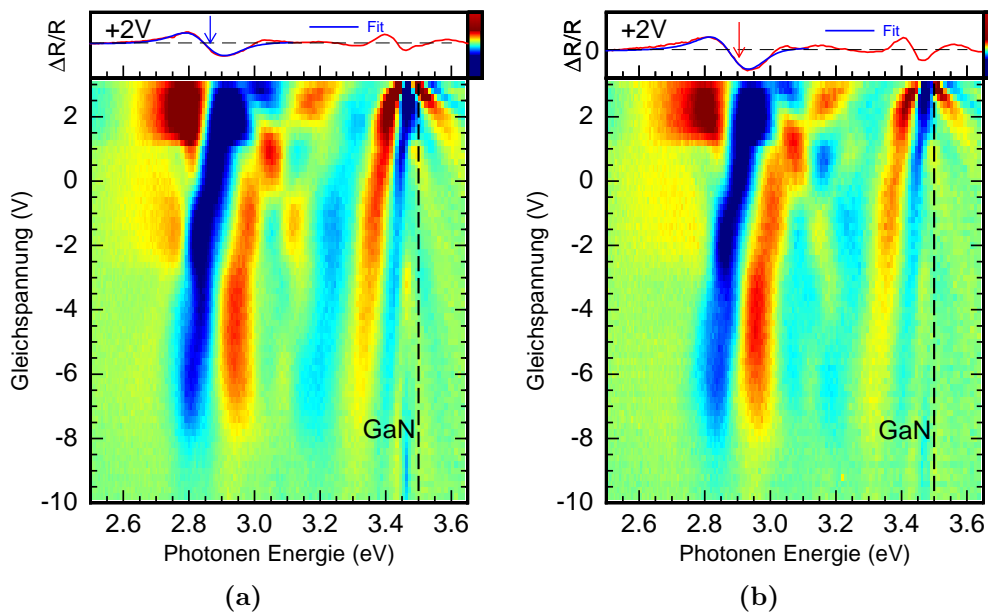 +2V
Fit
ΔR/R
2
0
-2
-4
-6
-8
-10
Gleichspannung (V)
GaN
2.6 2.8 3.0 3.2 3.4 3.6
Photonen Energie (eV)
(a)
+2V
Fit
ΔR/R
0
2
0
-2
-4
-6
-8
-10
Gleichspannung (V)
GaN
2.6 2.8 3.0 3.2 3.4 3.6
Photonen Energie (eV)
(b)